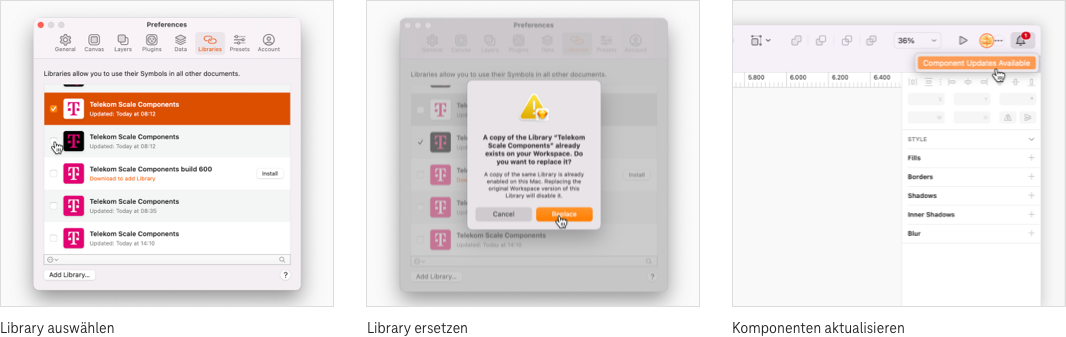 Preferences
General Canvas Layers Plugins Data Libraries Presets Account
Libraries allow you to use their Symbols in all other documents.
Telekom Scale Components
Updated: Today at 08:12
Telekom Scale Components
Updated: Today at 08:12
Telekom Scale Components build 600
Download to add Library
Install
Telekom Scale Components
Updated: Today at 08:35
Telekom Scale Components
Updated: Today at 14:10
Add Library...
?
Library auswählen
Preferences
General Canvas Layers Plugins Data Presets Account
Libraries allow you to use their Symbols in all other documents.
A copy of the Library "Telekom
Scale Components" already
exists on your Workspace. Do
you want to replace it?
A copy of the same Library is already
enabled on this Mac. Replacing the
original Workspace version of this
Library will disable it.
Cancel
Replace
Install
Telekom Scale Components
Updated: Today at 14:10
Add Library...
?
Library ersetzen
36%
1
Component Updates Available
5.800 6.000 6.200 6.400
STYLE
Fills
Borders
Shadows
Inner Shadows
Blur
Komponenten aktualisieren